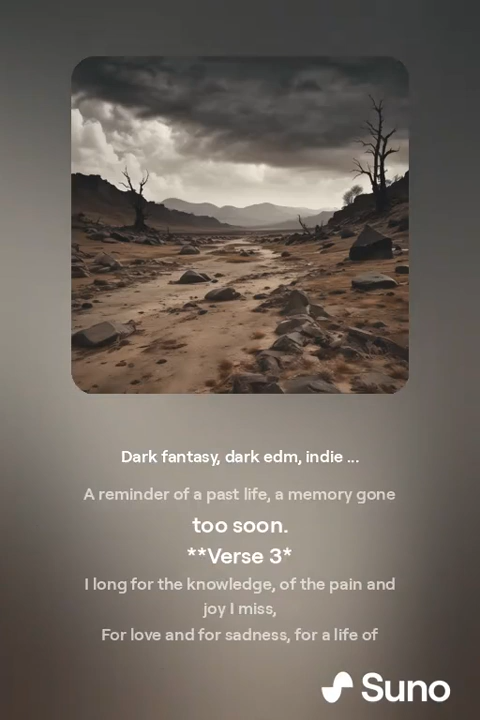 Dark fantasy, dark edm, indie ...
A reminder of a past life, a memory gone
too soon.
**Verse 3*
I long for the knowledge, of the pain and
joy I miss,
For love and for sadness, for a life of
Suno